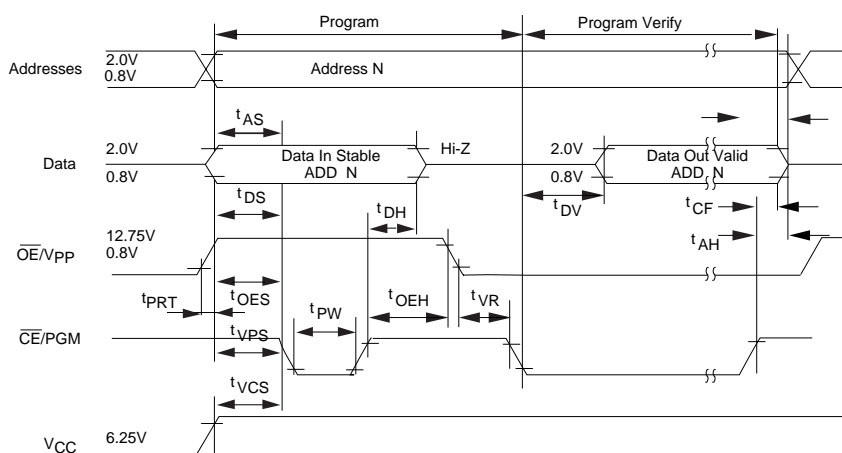 Program
Program Verify
Addresses
2.0V
0.8V
Address N
tAS
Data
2.0V
0.8V
Data In Stable
ADD N
Hi-Z
2.0V
0.8V
Data Out Valid
ADD N
tDS
tDH
tDV
tCF
tAH
OE/VPP
12.75V
0.8V
tPRT
tOES
tPW
tOEH
tVR
CE/PGM
tVPS
tVCS
VCC
6.25V